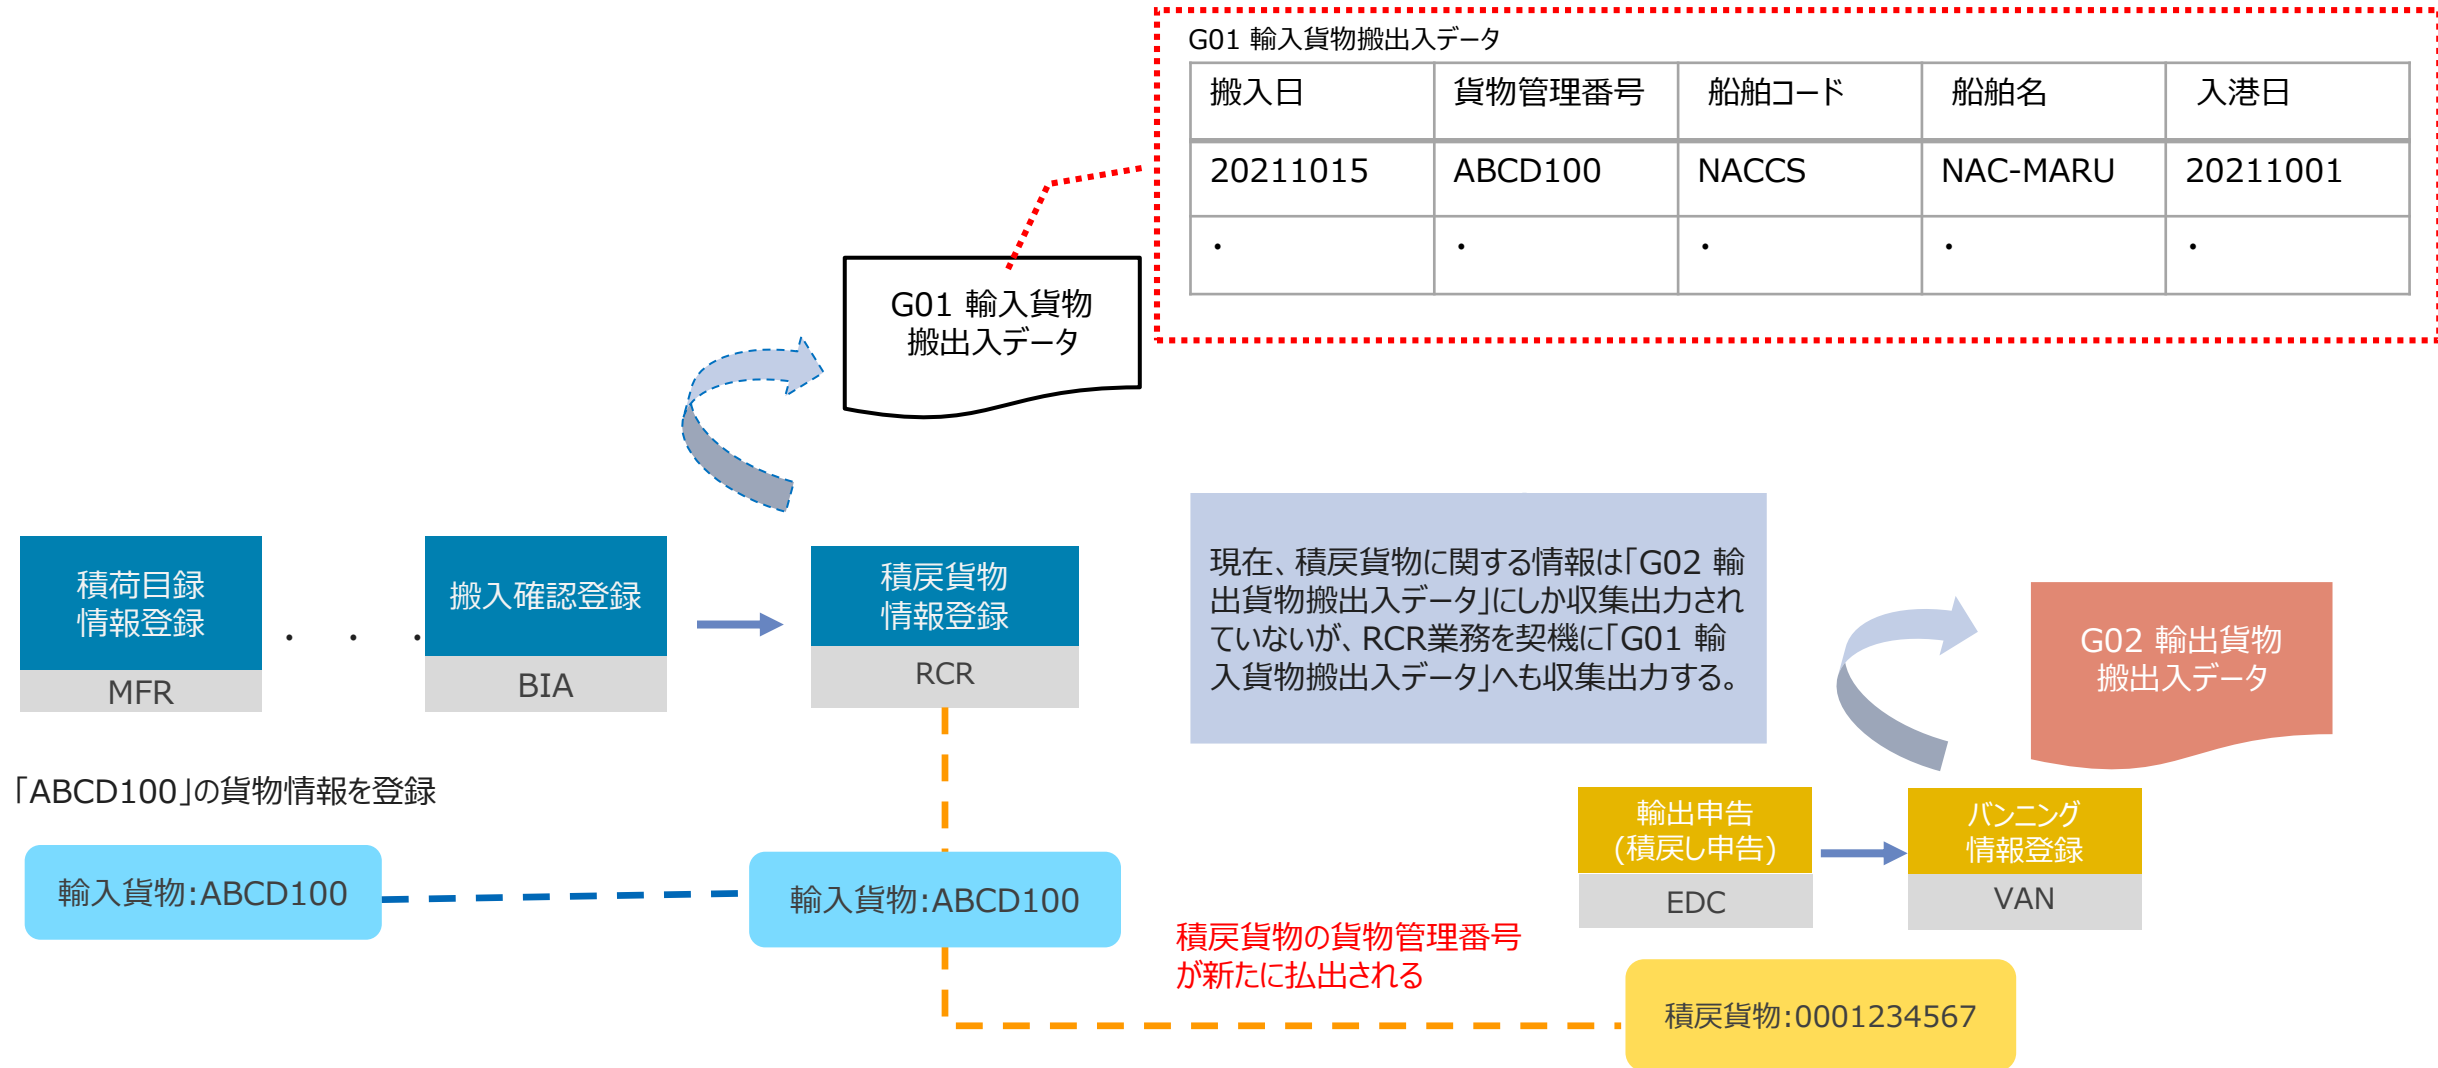 G01 輸入貨物搬出入データ
搬入日 貨物管理番号 船舶コード 船舶名 入港日
20211015 ABCD100 NACCS NAC-MARU 20211001
・ ・ ・ ・ ・
G01 輸入貨物
搬出入データ
積荷目録
情報登録
MFR
・ ・ ・
搬入確認登録
BIA
積戻貨物
情報登録
RCR
現在、積戻貨物に関する情報は「G02 輸
出貨物搬出入データ」にしか収集出力され
ていないが、RCR業務を契機に「G01 輸
入貨物搬出入データ」へも収集出力する。
G02 輸出貨物
搬出入データ
「ABCD100」の貨物情報を登録
輸出申告
(積戻し申告)
EDC
バンニング
情報登録
VAN
輸入貨物:ABCD100
輸入貨物:ABCD100
積戻貨物の貨物管理番号
が新たに払出される
積戻貨物:0001234567